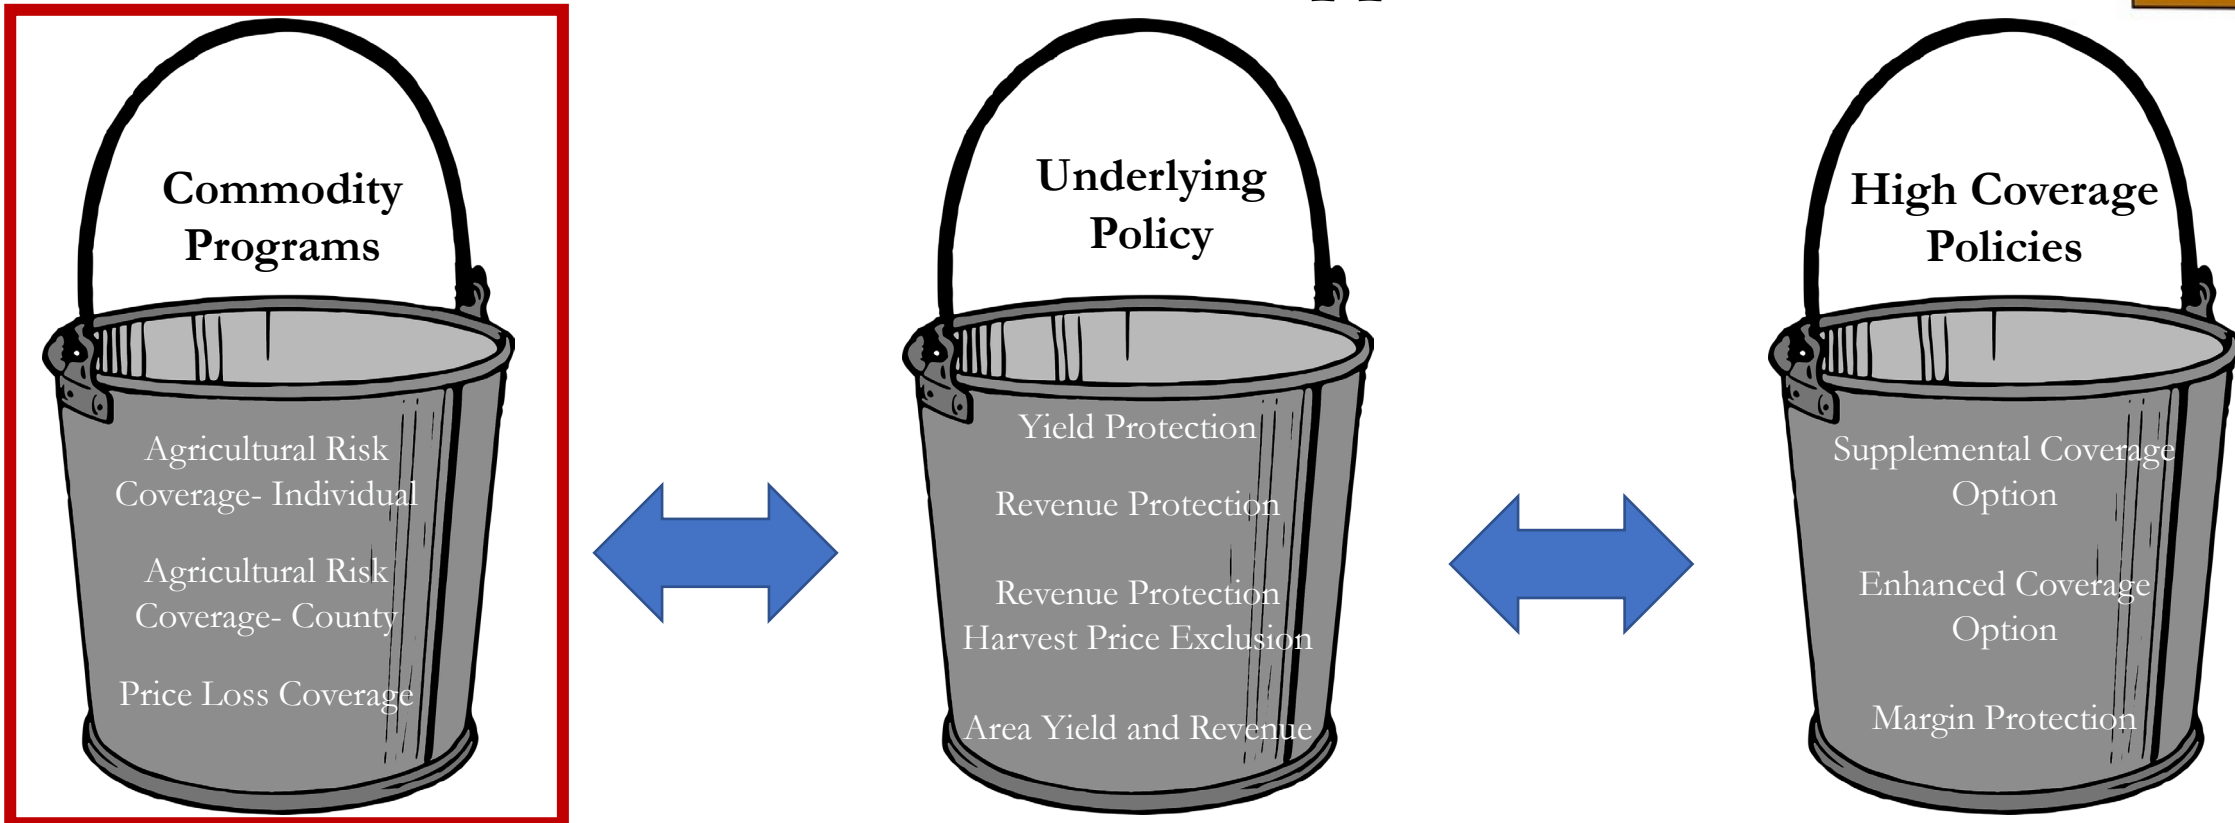 Commodity
Programs
Agricultural Risk
Coverage- Individual
Agricultural Risk
Coverage- County
Price Loss Coverage
Underlying
Policy
Yield Protection
Revenue Protection
Revenue Protection
Harvest Price Exclusion
Area Yield and Revenue
High Coverage
Policies
Supplemental Coverage
Option
Enhanced Coverage
Option
Margin Protection